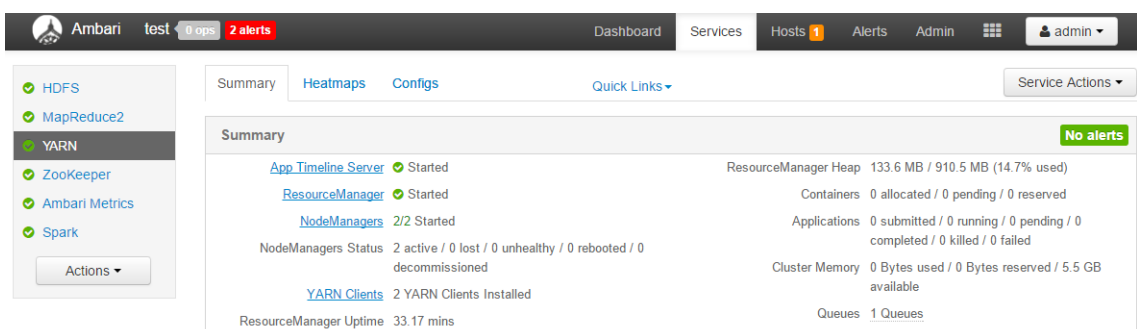 Ambari test 0 ops 2 alerts Dashboard Services Hosts 1 Alerts Admin admin
HDFS
MapReduce2
YARN
ZooKeeper
Ambari Metrics
Spark
Actions
Summary Heatmaps Configs Quick Links Service Actions
Summary No alerts
App Timeline Server Started
ResourceManager Started
NodeManagers 2/2 Started
NodeManagers Status 2 active / 0 lost / 0 unhealthy / 0 rebooted / 0
decommissioned
YARN Clients 2 YARN Clients Installed
ResourceManager Uptime 33.17 mins
ResourceManager Heap 133.6 MB / 910.5 MB (14.7% used)
Containers 0 allocated / 0 pending / 0 reserved
Applications 0 submitted / 0 running / 0 pending / 0
completed / 0 killed / 0 failed
Cluster Memory 0 Bytes used / 0 Bytes reserved / 5.5 GB
available
Queues 1 Queues